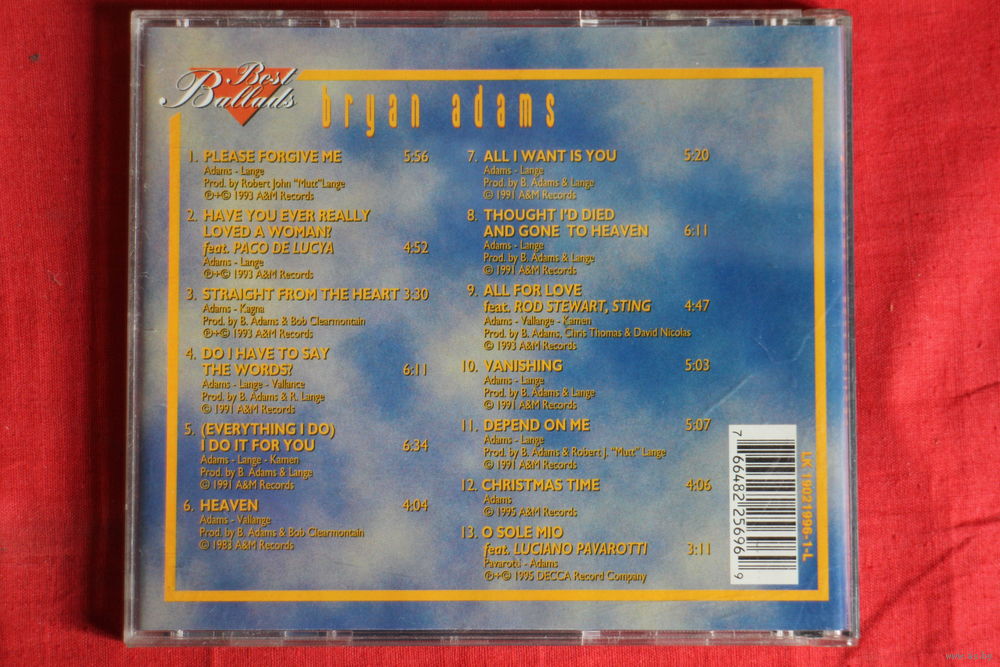 Best
Ballads
bryan adams
1. PLEASE FORGIVE ME 5:56
Adams - Lange
Prod. by Robert John "Mutt"Lange
℗+© 1993 A&M Records
2. HAVE YOU EVER REALLY
LOVED A WOMAN?
feat. PACO DE LUCYA 4:52
Adams - Lange
℗+© 1993 A&M Records
3. STRAIGHT FROM THE HEART 3:30
Adams - Kagna
Prod. by B. Adams & Bob Clearmontain
℗+© 1993 A&M Records
4. DO I HAVE TO SAY
THE WORDS? 6:11
Adams - Lange - Vallance
Prod. by B. Adams & R. Lange
© 1991 A&M Records
5. (EVERYTHING I DO)
I DO IT FOR YOU 6:34
Adams - Lange - Kamen
Prod. by B. Adams & Lange
© 1991 A&M Records
6. HEAVEN 4:04
Adams - Vallange
Prod. by B. Adams & Bob Clearmontain
© 1983 A&M Records
7. ALL I WANT IS YOU 5:20
Adams - Lange
Prod. by B. Adams & Lange
© 1991 A&M Records
8. THOUGHT I'D DIED
AND GONE TO HEAVEN 6:11
Adams - Lange
Prod. by B. Adams & Lange
© 1991 A&M Records
9. ALL FOR LOVE
feat. ROD STEWART, STING 4:47
Adams - Vallange - Kamen
Prod. by B. Adams, Chris Thomas & David Nicolas
© 1993 A&M Records
10. VANISHING 5:03
Adams - Lange
Prod. by B. Adams & Lange
© 1991 A&M Records
11. DEPEND ON ME 5:07
Adams - Lange
Prod. by B. Adams & Robert J. "Mutt" Lange
© 1991 A&M Records
12. CHRISTMAS TIME 4:06
Adams
© 1995 A&M Records
13. O SOLE MIO
feat. LUCIANO PAVAROTTI 3:11
Pavarotti - Adams
℗+© 1995 DECCA Record Company
7 66482 25696 9
LK 19021996-1-L